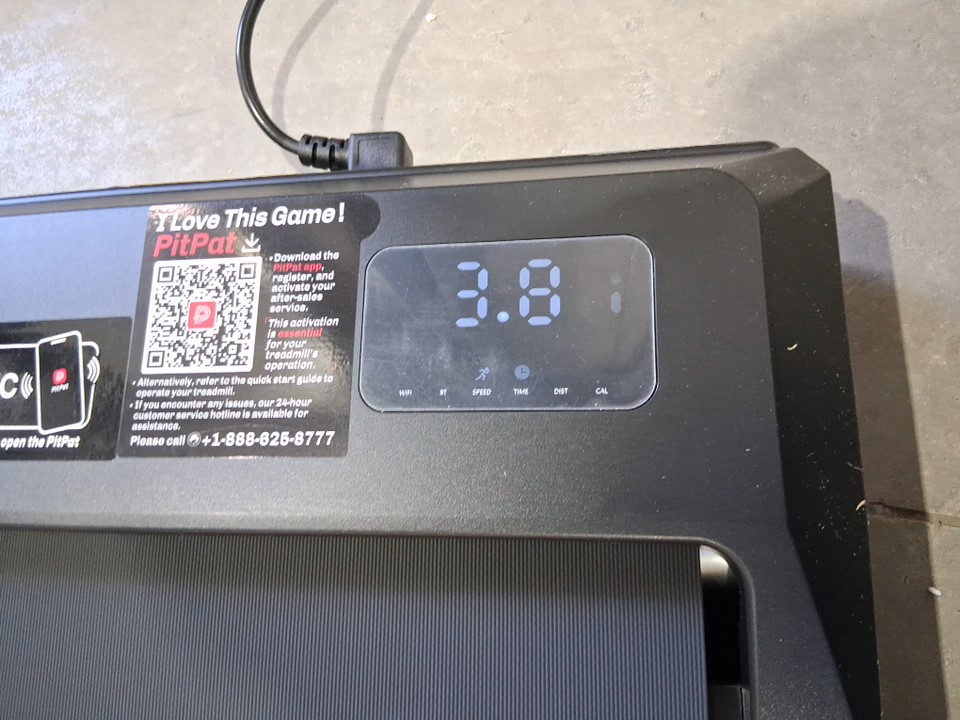 I Love This Game!
PitPat
• Download the
PitPat app,
register, and
activate your
after-sales
service.
This activation
is essential
for your
treadmill's
operation.
• Alternatively, refer to the quick start guide to
operate your treadmill.
• If you encounter any issues, our 24-hour
customer service hotline is available for
assistance.
Please call +1-888-625-8777
C
PitPat
open the PitPat
3.8
WIFI BT SPEED TIME DIST CAL